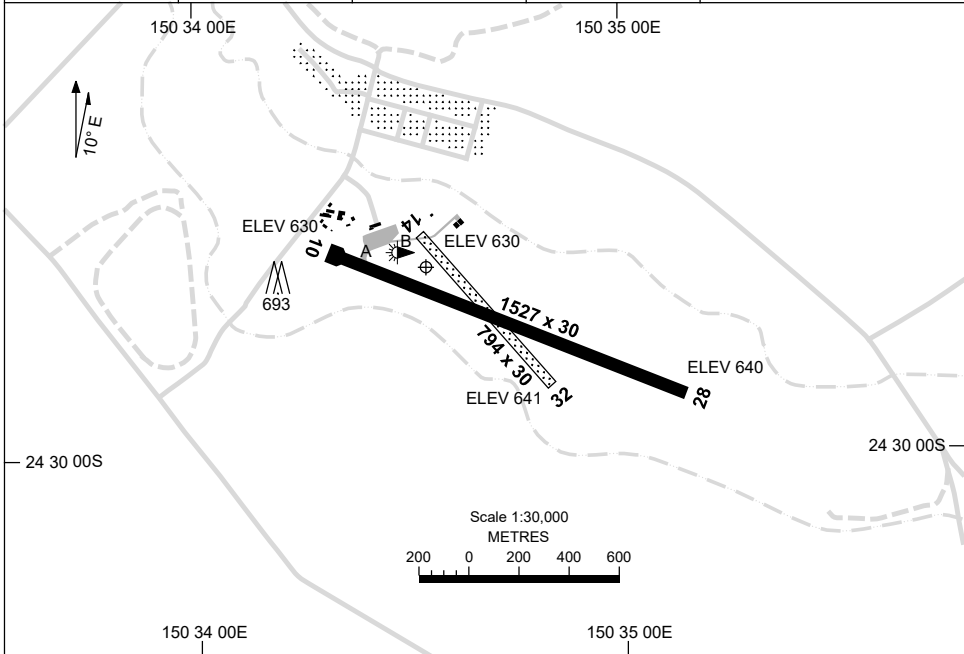 150 34 00E
150 35 00E
10° E
ELEV 630
14
B
ELEV 630
A
10
693
1527 x 30
794 x 30
ELEV 640
ELEV 641
32
28
24 30 00S
24 30 00S
Scale 1:30,000
METRES
200 0 200 400 600
150 34 00E
150 35 00E